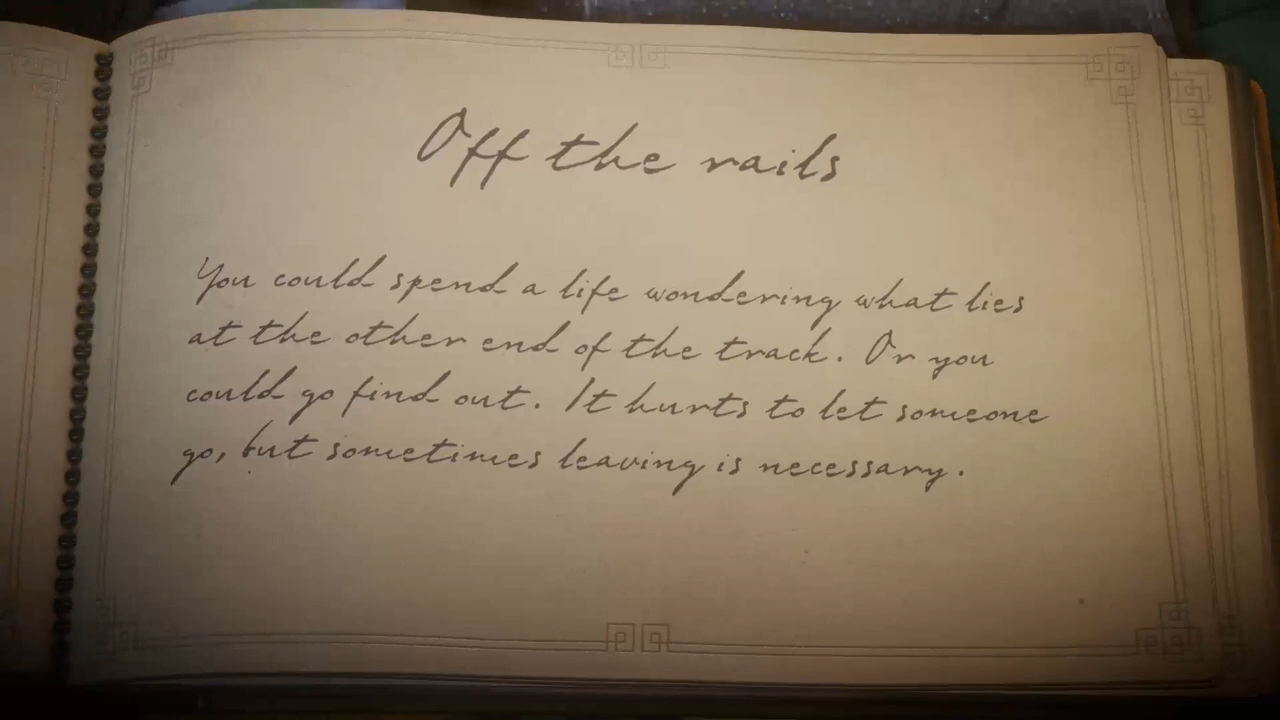 Off the rails
You could spend a life wondering what lies
at the other end of the track. Or you
could go find out. It hurts to let someone
go, but sometimes leaving is necessary.